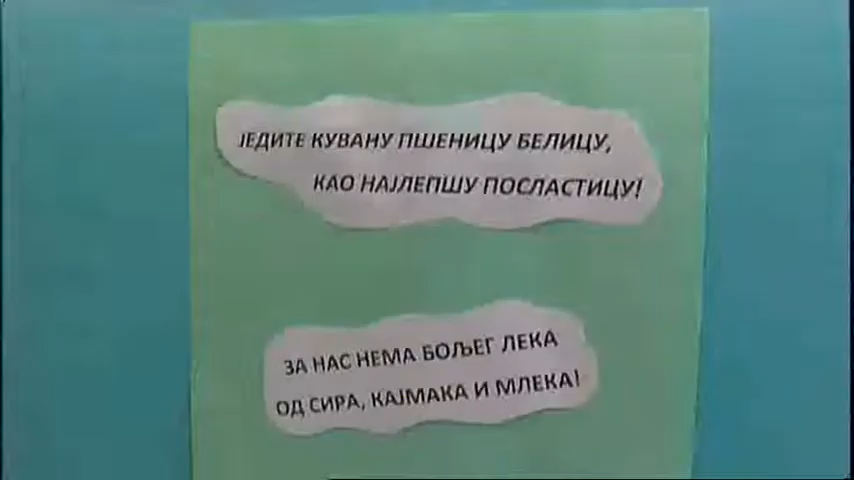 ЈЕДИТЕ КУВАНУ ПШЕНИЦУ БЕЛИЦУ,
КАО НАЈЛЕПШУ ПОСЛАСТИЦУ!
ЗА НАС НЕМА БОЉЕГ ЛЕКА
ОД СИРА, КАЈМАКА И МЛЕКА!